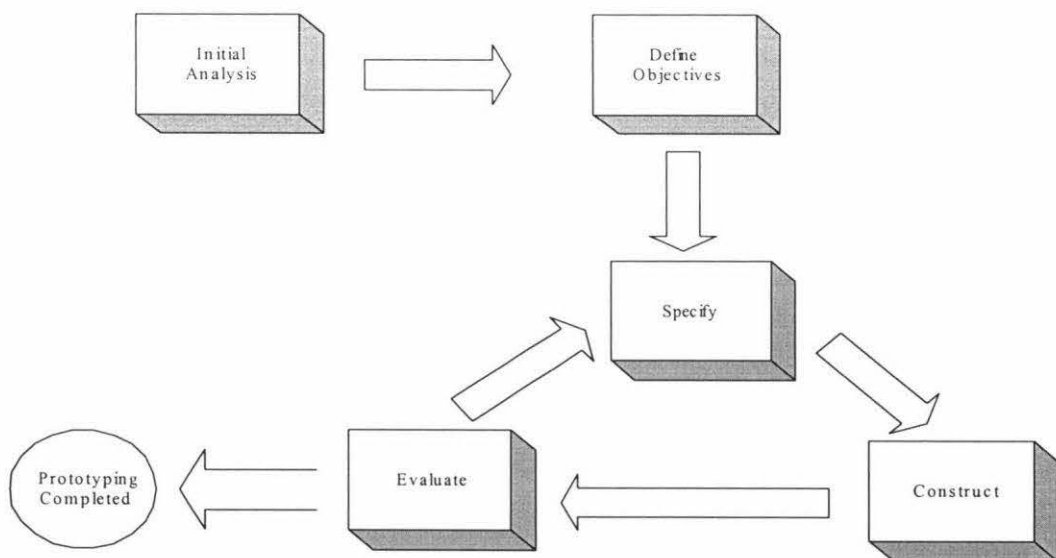 Initial
Analysis
Define
Objectives
Specify
Construct
Evaluate
Prototyping
Completed